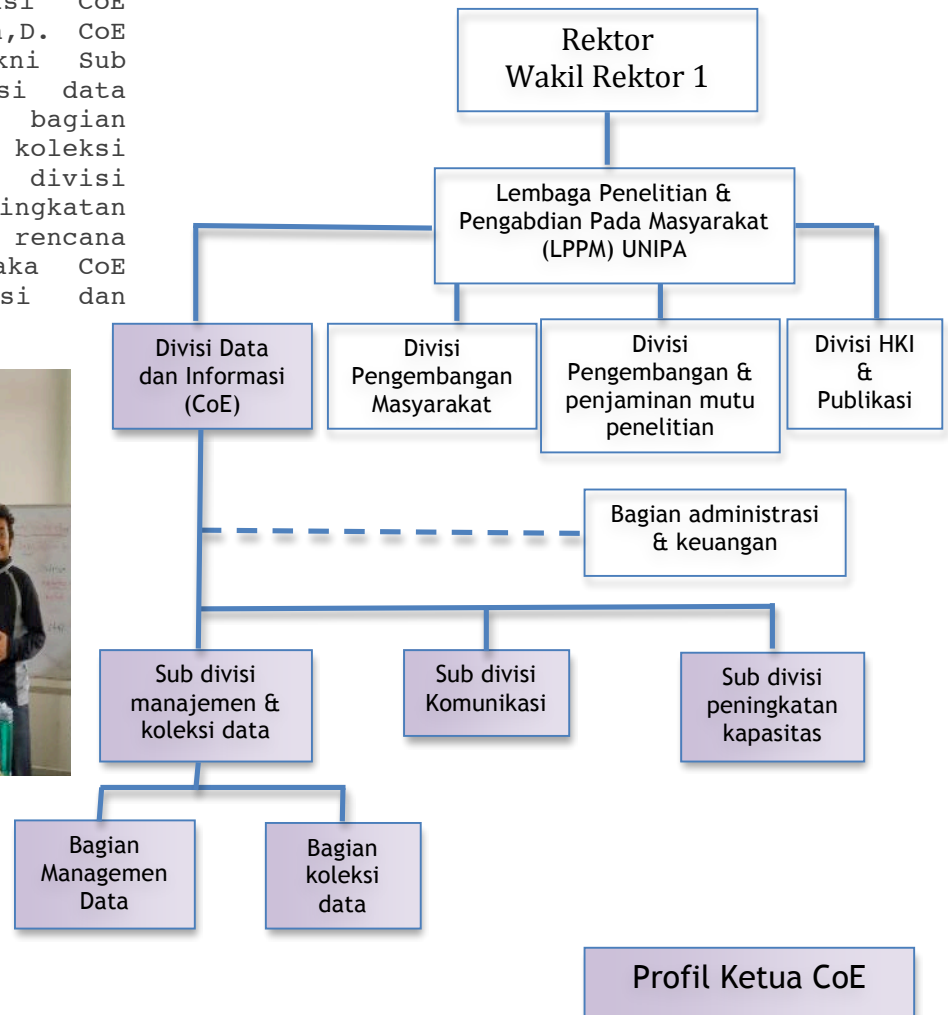 si CoE
,D. CoE
kni Sub
si data
bagian
koleksi
divisi
ingkatan
rencana
aka CoE
si dan
Rektor
Wakil Rektor 1
Lembaga Penelitian &
Pengabdian Pada Masyarakat
(LPPM) UNIPA
Divisi Data
dan Informasi
(CoE)
Divisi
Pengembangan
Masyarakat
Divisi
Pengembangan &
penjaminan mutu
penelitian
Divisi HKI
&
Publikasi
Bagian administrasi
& keuangan
Sub divisi
manajemen &
koleksi data
Sub divisi
Komunikasi
Sub divisi
peningkatan
kapasitas
Bagian
Managemen
Data
Bagian
koleksi
data
Profil Ketua CoE